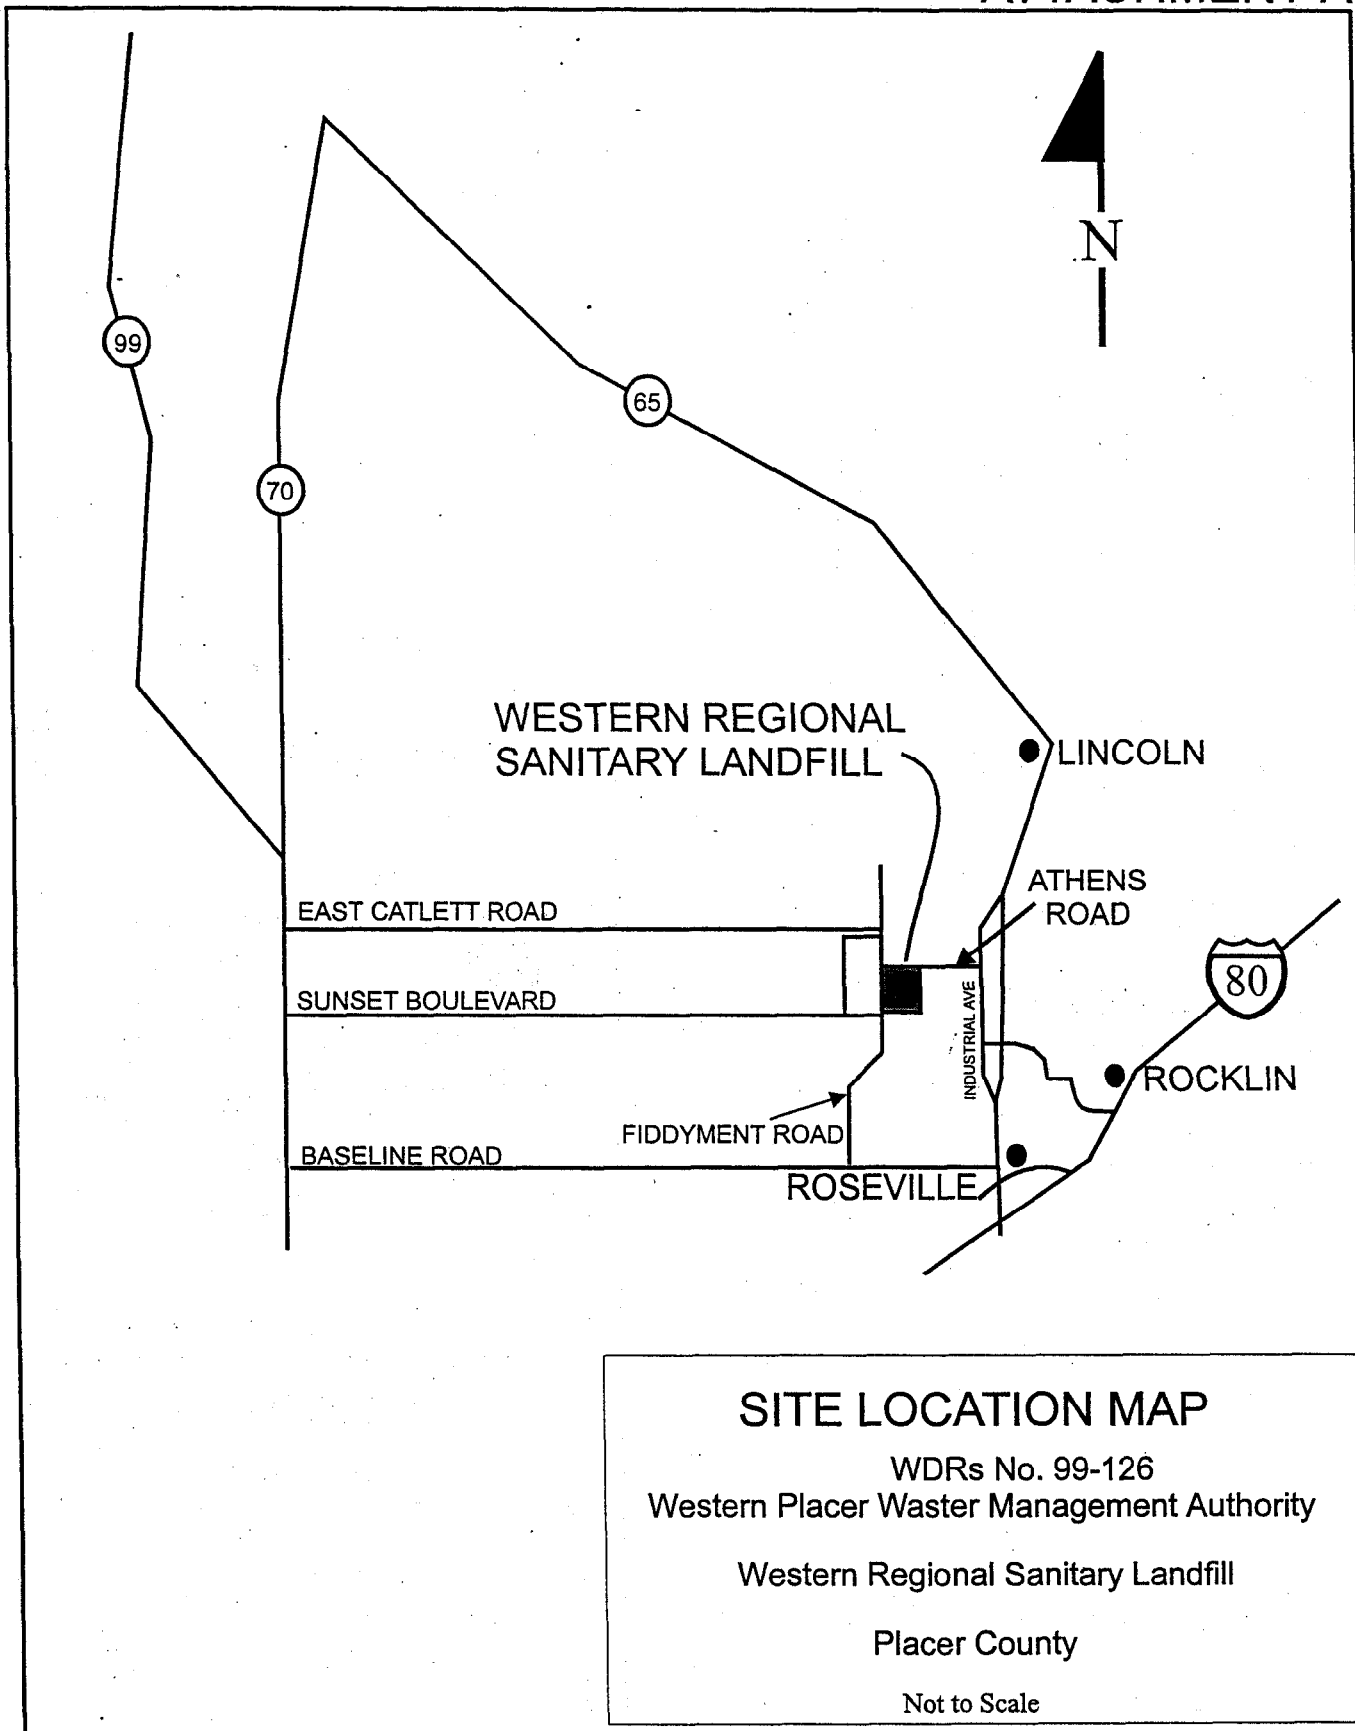 N
99
65
70
WESTERN REGIONAL
SANITARY LANDFILL
LINCOLN
ATHENS
ROAD
EAST CATLETT ROAD
80
SUNSET BOULEVARD
INDUSTRIAL AVE
ROCKLIN
FIDDYMENT ROAD
BASELINE ROAD
ROSEVILLE
SITE LOCATION MAP
WDRs No. 99-126
Western Placer Waster Management Authority
Western Regional Sanitary Landfill
Placer County
Not to Scale